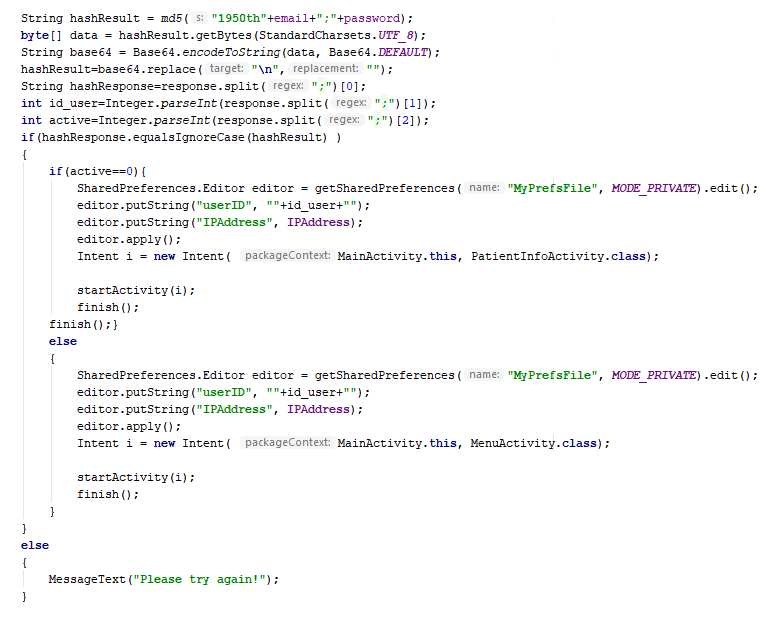 String hashResult = md5( s: "1950th"+email+";"+password);
byte[] data = hashResult.getBytes(StandardCharsets.UTF_8);
String base64 = Base64.encodeToString(data, Base64.DEFAULT);
hashResult=base64.replace( target: "\n", replacement: "");
String hashResponse=response.split( regex: ";")[0];
int id_user=Integer.parseInt(response.split( regex: ";")[1]);
int active=Integer.parseInt(response.split( regex: ";")[2]);
if(hashResponse.equalsIgnoreCase(hashResult) )
{
    if(active==0){
        SharedPreferences.Editor editor = getSharedPreferences( name: "MyPrefsFile", MODE_PRIVATE).edit();
        editor.putString("userID", ""+id_user+"");
        editor.putString("IPAddress", IPAddress);
        editor.apply();
        Intent i = new Intent( packageContext: MainActivity.this, PatientInfoActivity.class);
        startActivity(i);
        finish();
    finish();}
    else
    {
        SharedPreferences.Editor editor = getSharedPreferences( name: "MyPrefsFile", MODE_PRIVATE).edit();
        editor.putString("userID", ""+id_user+"");
        editor.putString("IPAddress", IPAddress);
        editor.apply();
        Intent i = new Intent( packageContext: MainActivity.this, MenuActivity.class);
        startActivity(i);
        finish();
    }
}
else
{
    MessageText("Please try again!");
}